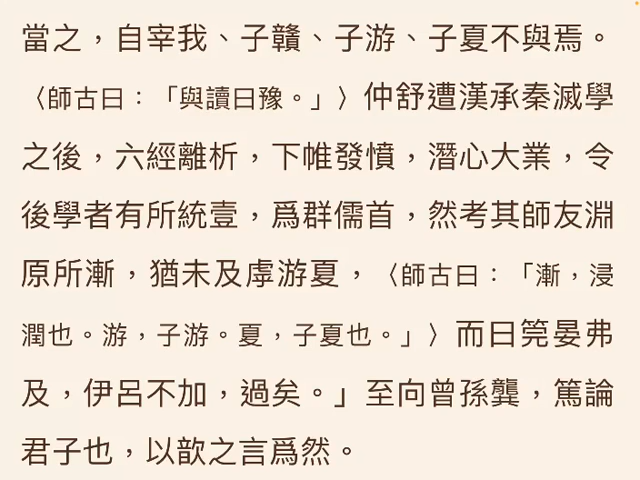 當之，自宰我、子贛、子游、子夏不與焉。
〈師古曰：「與讀曰豫。」〉仲舒遭漢承秦滅學
之後，六經離析，下帷發憤，潛心大業，令
後學者有所統壹，爲群儒首，然考其師友淵
原所漸，猶未及虖游夏，〈師古曰：「漸，浸
潤也。游，子游。夏，子夏也。」〉而曰筦晏弗
及，伊呂不加，過矣。」至向曾孫龔，篤論
君子也，以歆之言爲然。